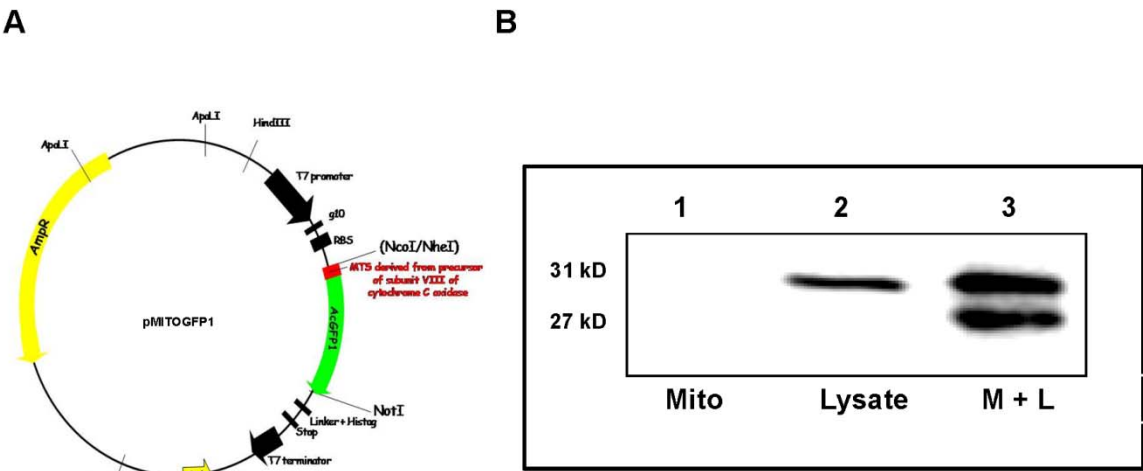 A
ApaLI
ApaLI
HindIII
T7 promoter
g10
RBS
(NcoI/NheI)
MTS derived from precursor
of subunit VIII of
cytochrome C oxidase
AmpR
AcGFP1
pMITOGFP1
NotI
Linker+Histag
Stop
T7 terminator
B
1 2 3
31 kD
27 kD
Mito Lysate M + L